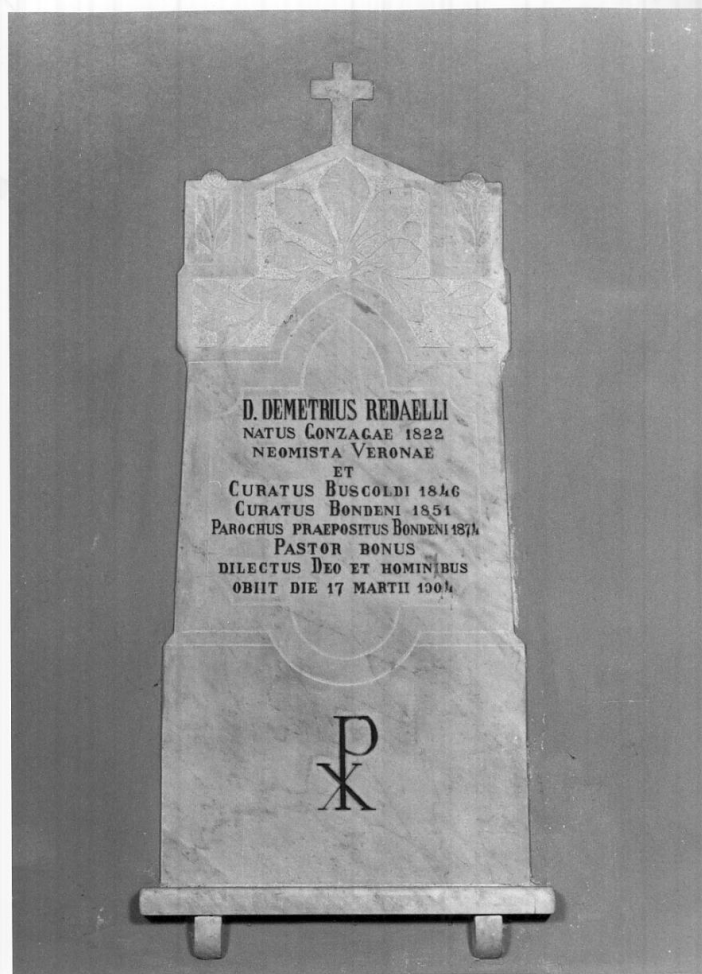 D. DEMETRIUS REDAELLI
NATUS GONZAGAE 1822
NEOMISTA VERONAE
ET
CURATUS BUSCOLDI 1846
CURATUS BONDENI 1851
PAROCHUS PRAEPOSITUS BONDENI 1874
PASTOR BONUS
DILECTUS DEO ET HOMINIBUS
OBIIT DIE 17 MARTII 1904